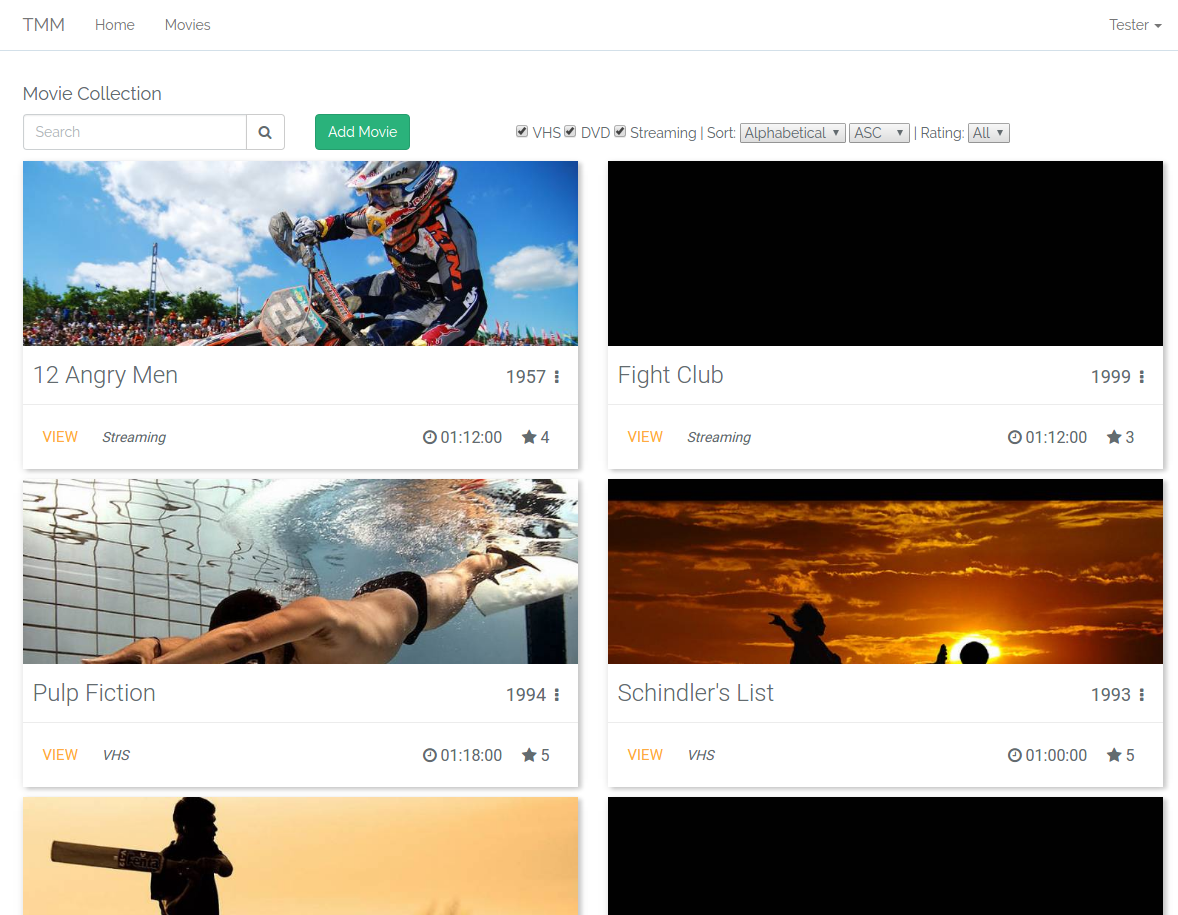 TMM Home Movies Tester
Movie Collection
Search Add Movie VHS DVD Streaming | Sort: Alphabetical ASC | Rating: All
Airoh
KTM
12 Angry Men 1957
VIEW Streaming 01:12:00 4
Fight Club 1999
VIEW Streaming 01:12:00 3
Pulp Fiction 1994
VIEW VHS 01:18:00 5
Schindler's List 1993
VIEW VHS 01:00:00 5